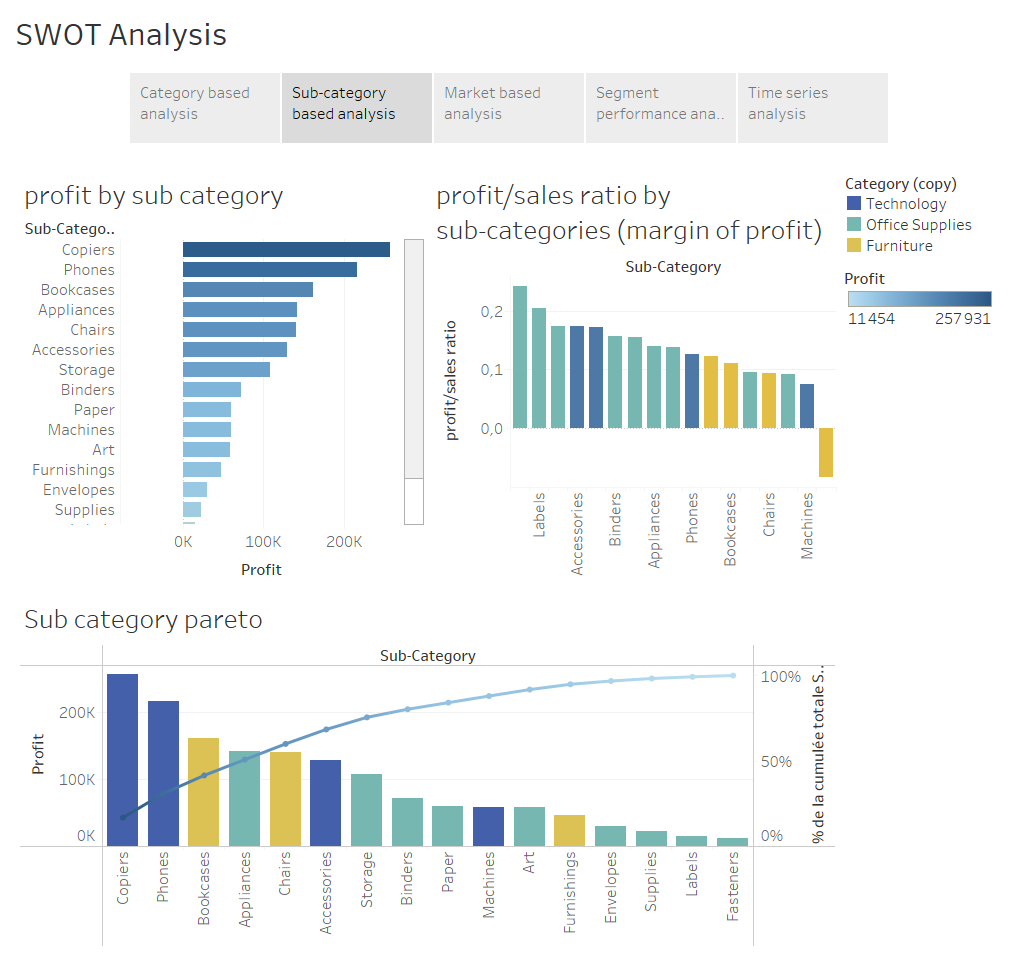 SWOT Analysis
Category based
analysis
Sub-category
based analysis
Market based
analysis
Segment
performance ana..
Time series
analysis
profit by sub category
Sub-Catego..
Copiers
Phones
Bookcases
Appliances
Chairs
Accessories
Storage
Binders
Paper
Machines
Art
Furnishings
Envelopes
Supplies
0K
100K
200K
Profit
profit/sales ratio by
sub-categories (margin of profit)
Sub-Category
profit/sales ratio
0,2
0,1
0,0
Labels
Accessories
Binders
Appliances
Phones
Bookcases
Chairs
Machines
Category (copy)
Technology
Office Supplies
Furniture
Profit
11 454
257 931
Sub category pareto
Sub-Category
Profit
200K
100K
0K
100%
50%
0%
% de la cumulée totale S..
Copiers
Phones
Bookcases
Appliances
Chairs
Accessories
Storage
Binders
Paper
Machines
Art
Furnishings
Envelopes
Supplies
Labels
Fasteners